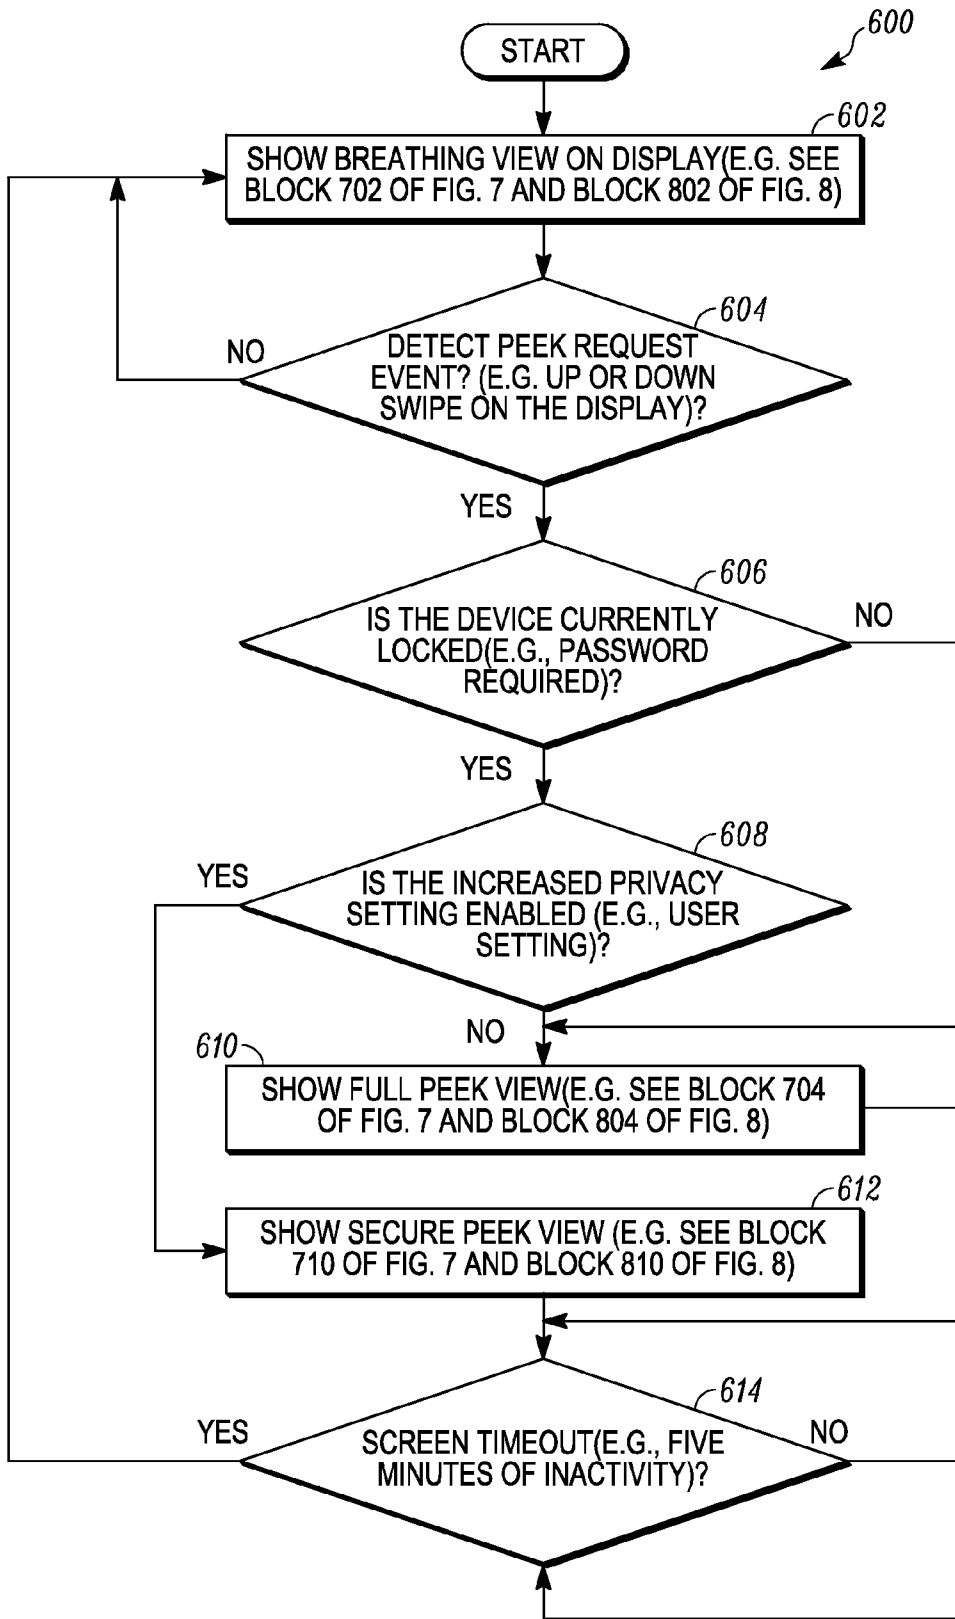 600
START
602
SHOW BREATHING VIEW ON DISPLAY(E.G. SEE
BLOCK 702 OF FIG. 7 AND BLOCK 802 OF FIG. 8)
604
NO
DETECT PEEK REQUEST
EVENT? (E.G. UP OR DOWN
SWIPE ON THE DISPLAY)?
YES
606
NO
IS THE DEVICE CURRENTLY
LOCKED(E.G., PASSWORD
REQUIRED)?
YES
608
YES
IS THE INCREASED PRIVACY
SETTING ENABLED (E.G., USER
SETTING)?
NO
610
SHOW FULL PEEK VIEW(E.G. SEE BLOCK 704
OF FIG. 7 AND BLOCK 804 OF FIG. 8)
612
SHOW SECURE PEEK VIEW (E.G. SEE BLOCK
710 OF FIG. 7 AND BLOCK 810 OF FIG. 8)
614
YES
NO
SCREEN TIMEOUT(E.G., FIVE
MINUTES OF INACTIVITY)?